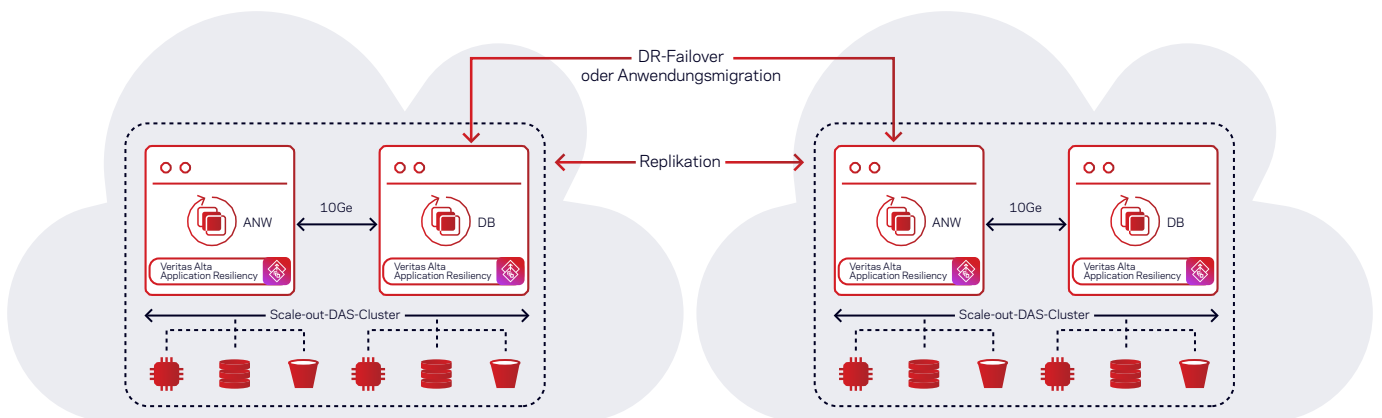 DR-Failover
oder Anwendungsmigration
Replikation
10Ge
ANW
DB
Veritas Alta
Application Resiliency
Veritas Alta
Application Resiliency
Scale-out-DAS-Cluster
10Ge
ANW
DB
Veritas Alta
Application Resiliency
Veritas Alta
Application Resiliency
Scale-out-DAS-Cluster